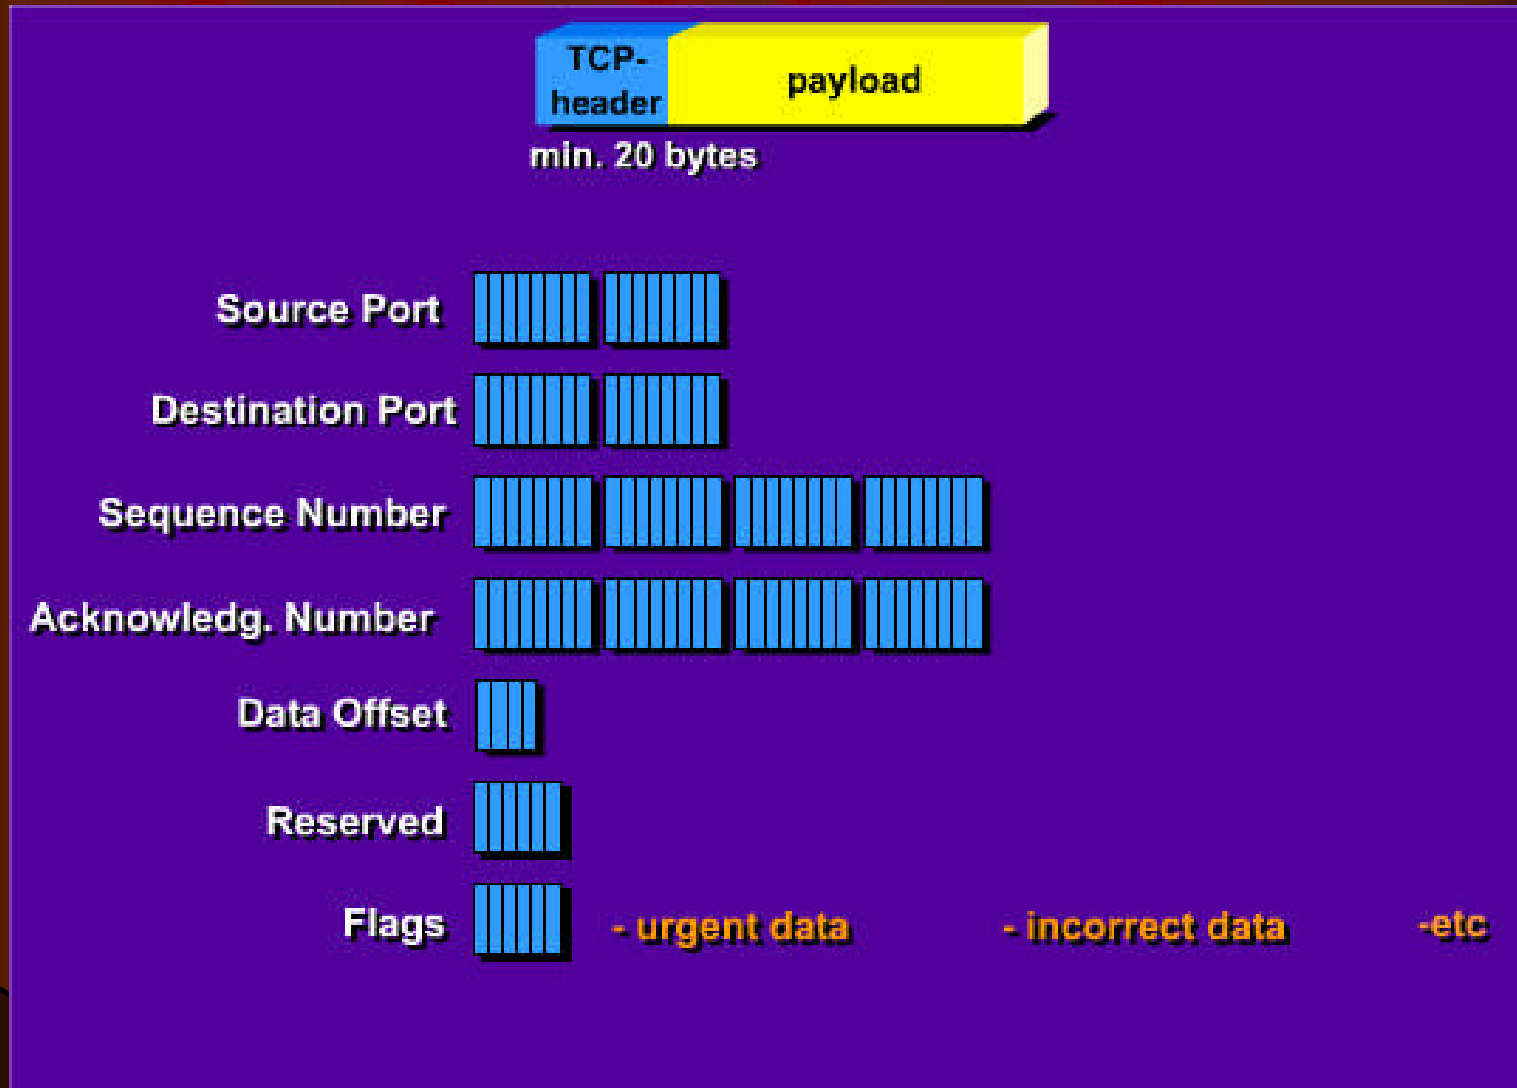 TCP-
header
payload
min. 20 bytes
Source Port
Destination Port
Sequence Number
Acknowledg. Number
Data Offset
Reserved
Flags
- urgent data
- incorrect data
-etc